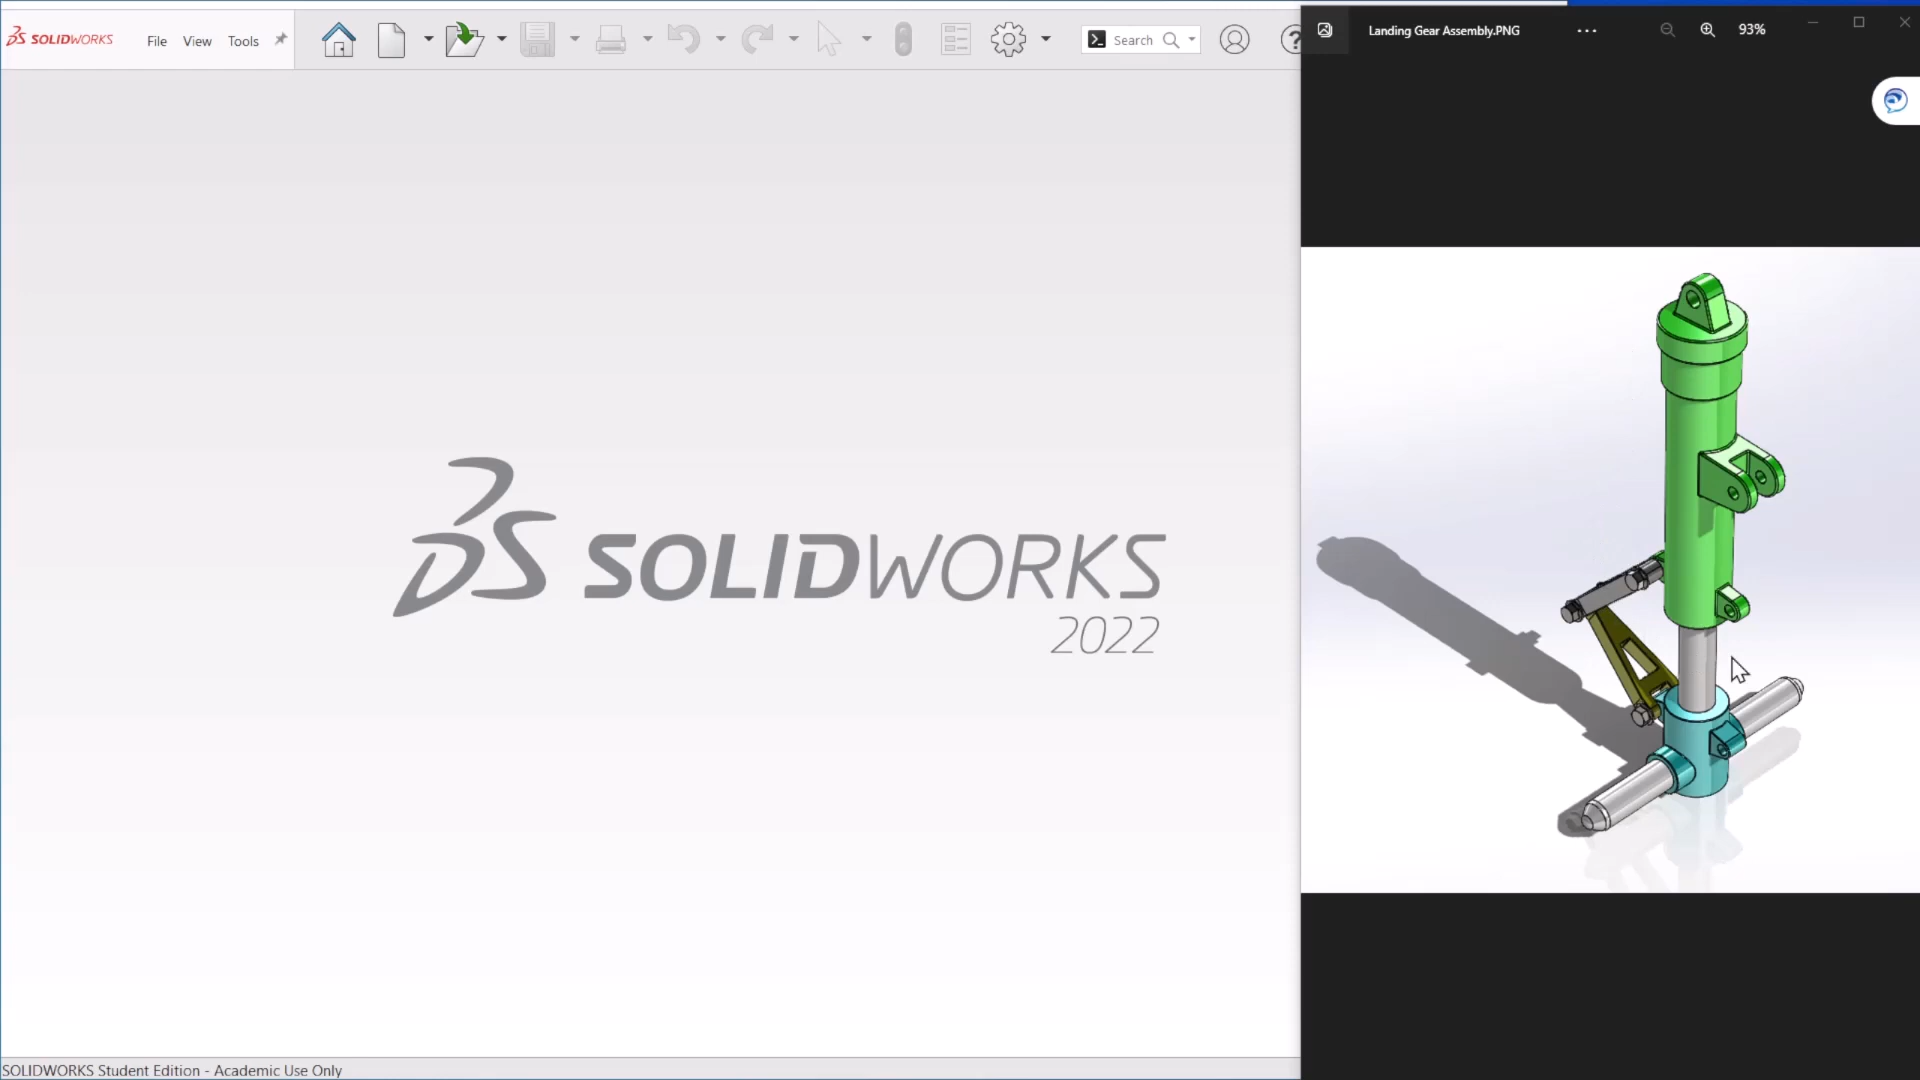 SOLIDWORKS
File View Tools
Search
Landing Gear Assembly.PNG
93%
SOLIDWORKS
2022
SOLIDWORKS Student Edition - Academic Use Only